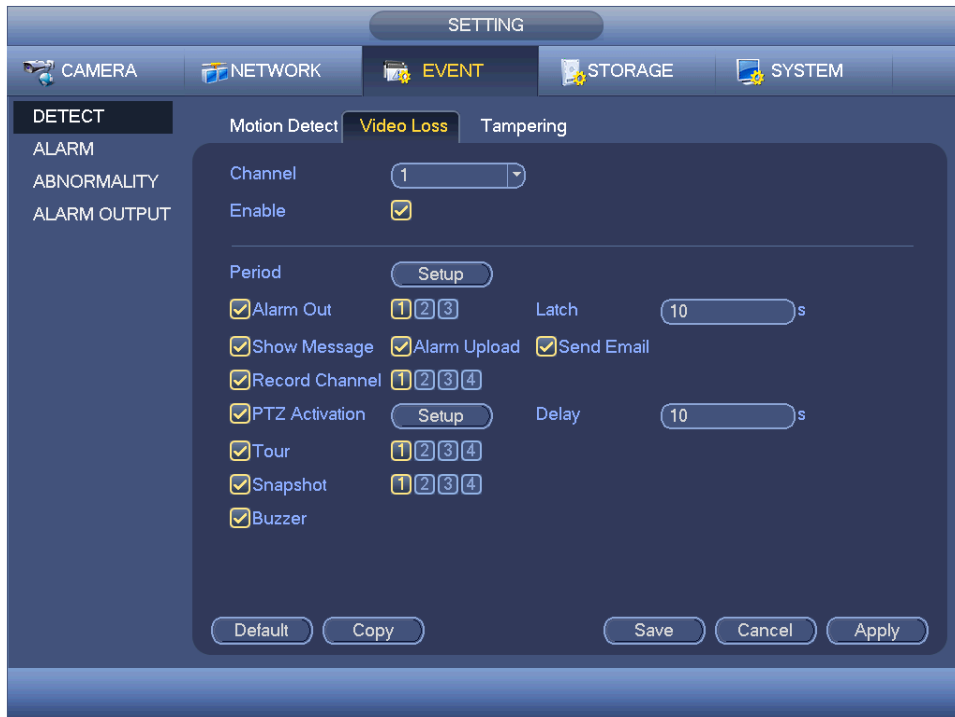 SETTING
CAMERA NETWORK EVENT STORAGE SYSTEM
DETECT
ALARM
ABNORMALITY
ALARM OUTPUT
Motion Detect Video Loss Tampering
Channel 1
Enable
Period Setup
Alarm Out 1 2 3 Latch 10 s
Show Message Alarm Upload Send Email
Record Channel 1 2 3 4
PTZ Activation Setup Delay 10 s
Tour 1 2 3 4
Snapshot 1 2 3 4
Buzzer
Default Copy Save Cancel Apply